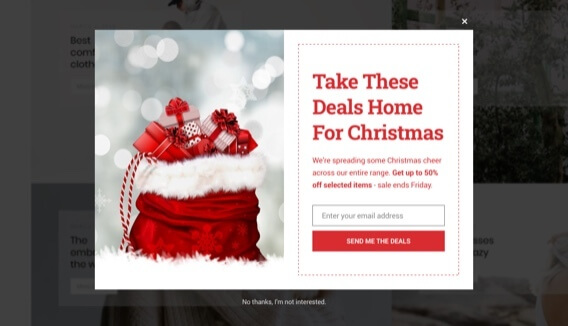 ×
Best
comf
cloth
Take These
Deals Home
For Christmas
We're spreading some Christmas cheer
across our entire range. Get up to 50%
off selected items - sale ends Friday.
Enter your email address
SEND ME THE DEALS
The
emb
the w
No thanks, I'm not interested.